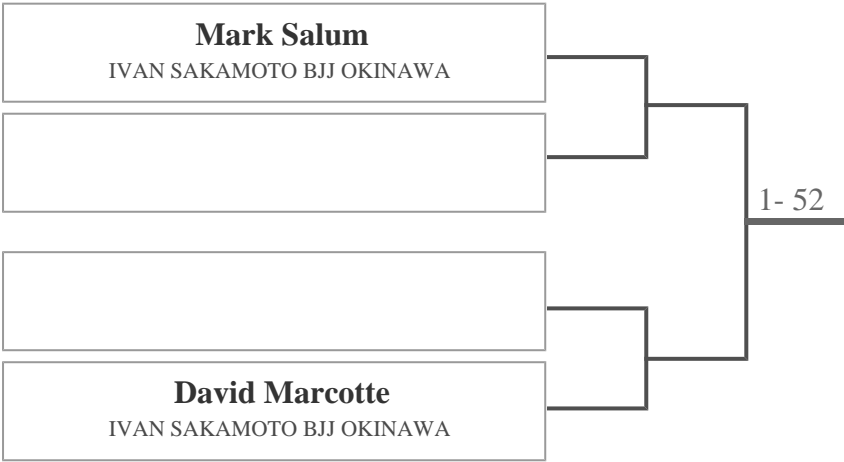 Mark Salum
IVAN SAKAMOTO BJJ OKINAWA
1- 52
David Marcotte
IVAN SAKAMOTO BJJ OKINAWA